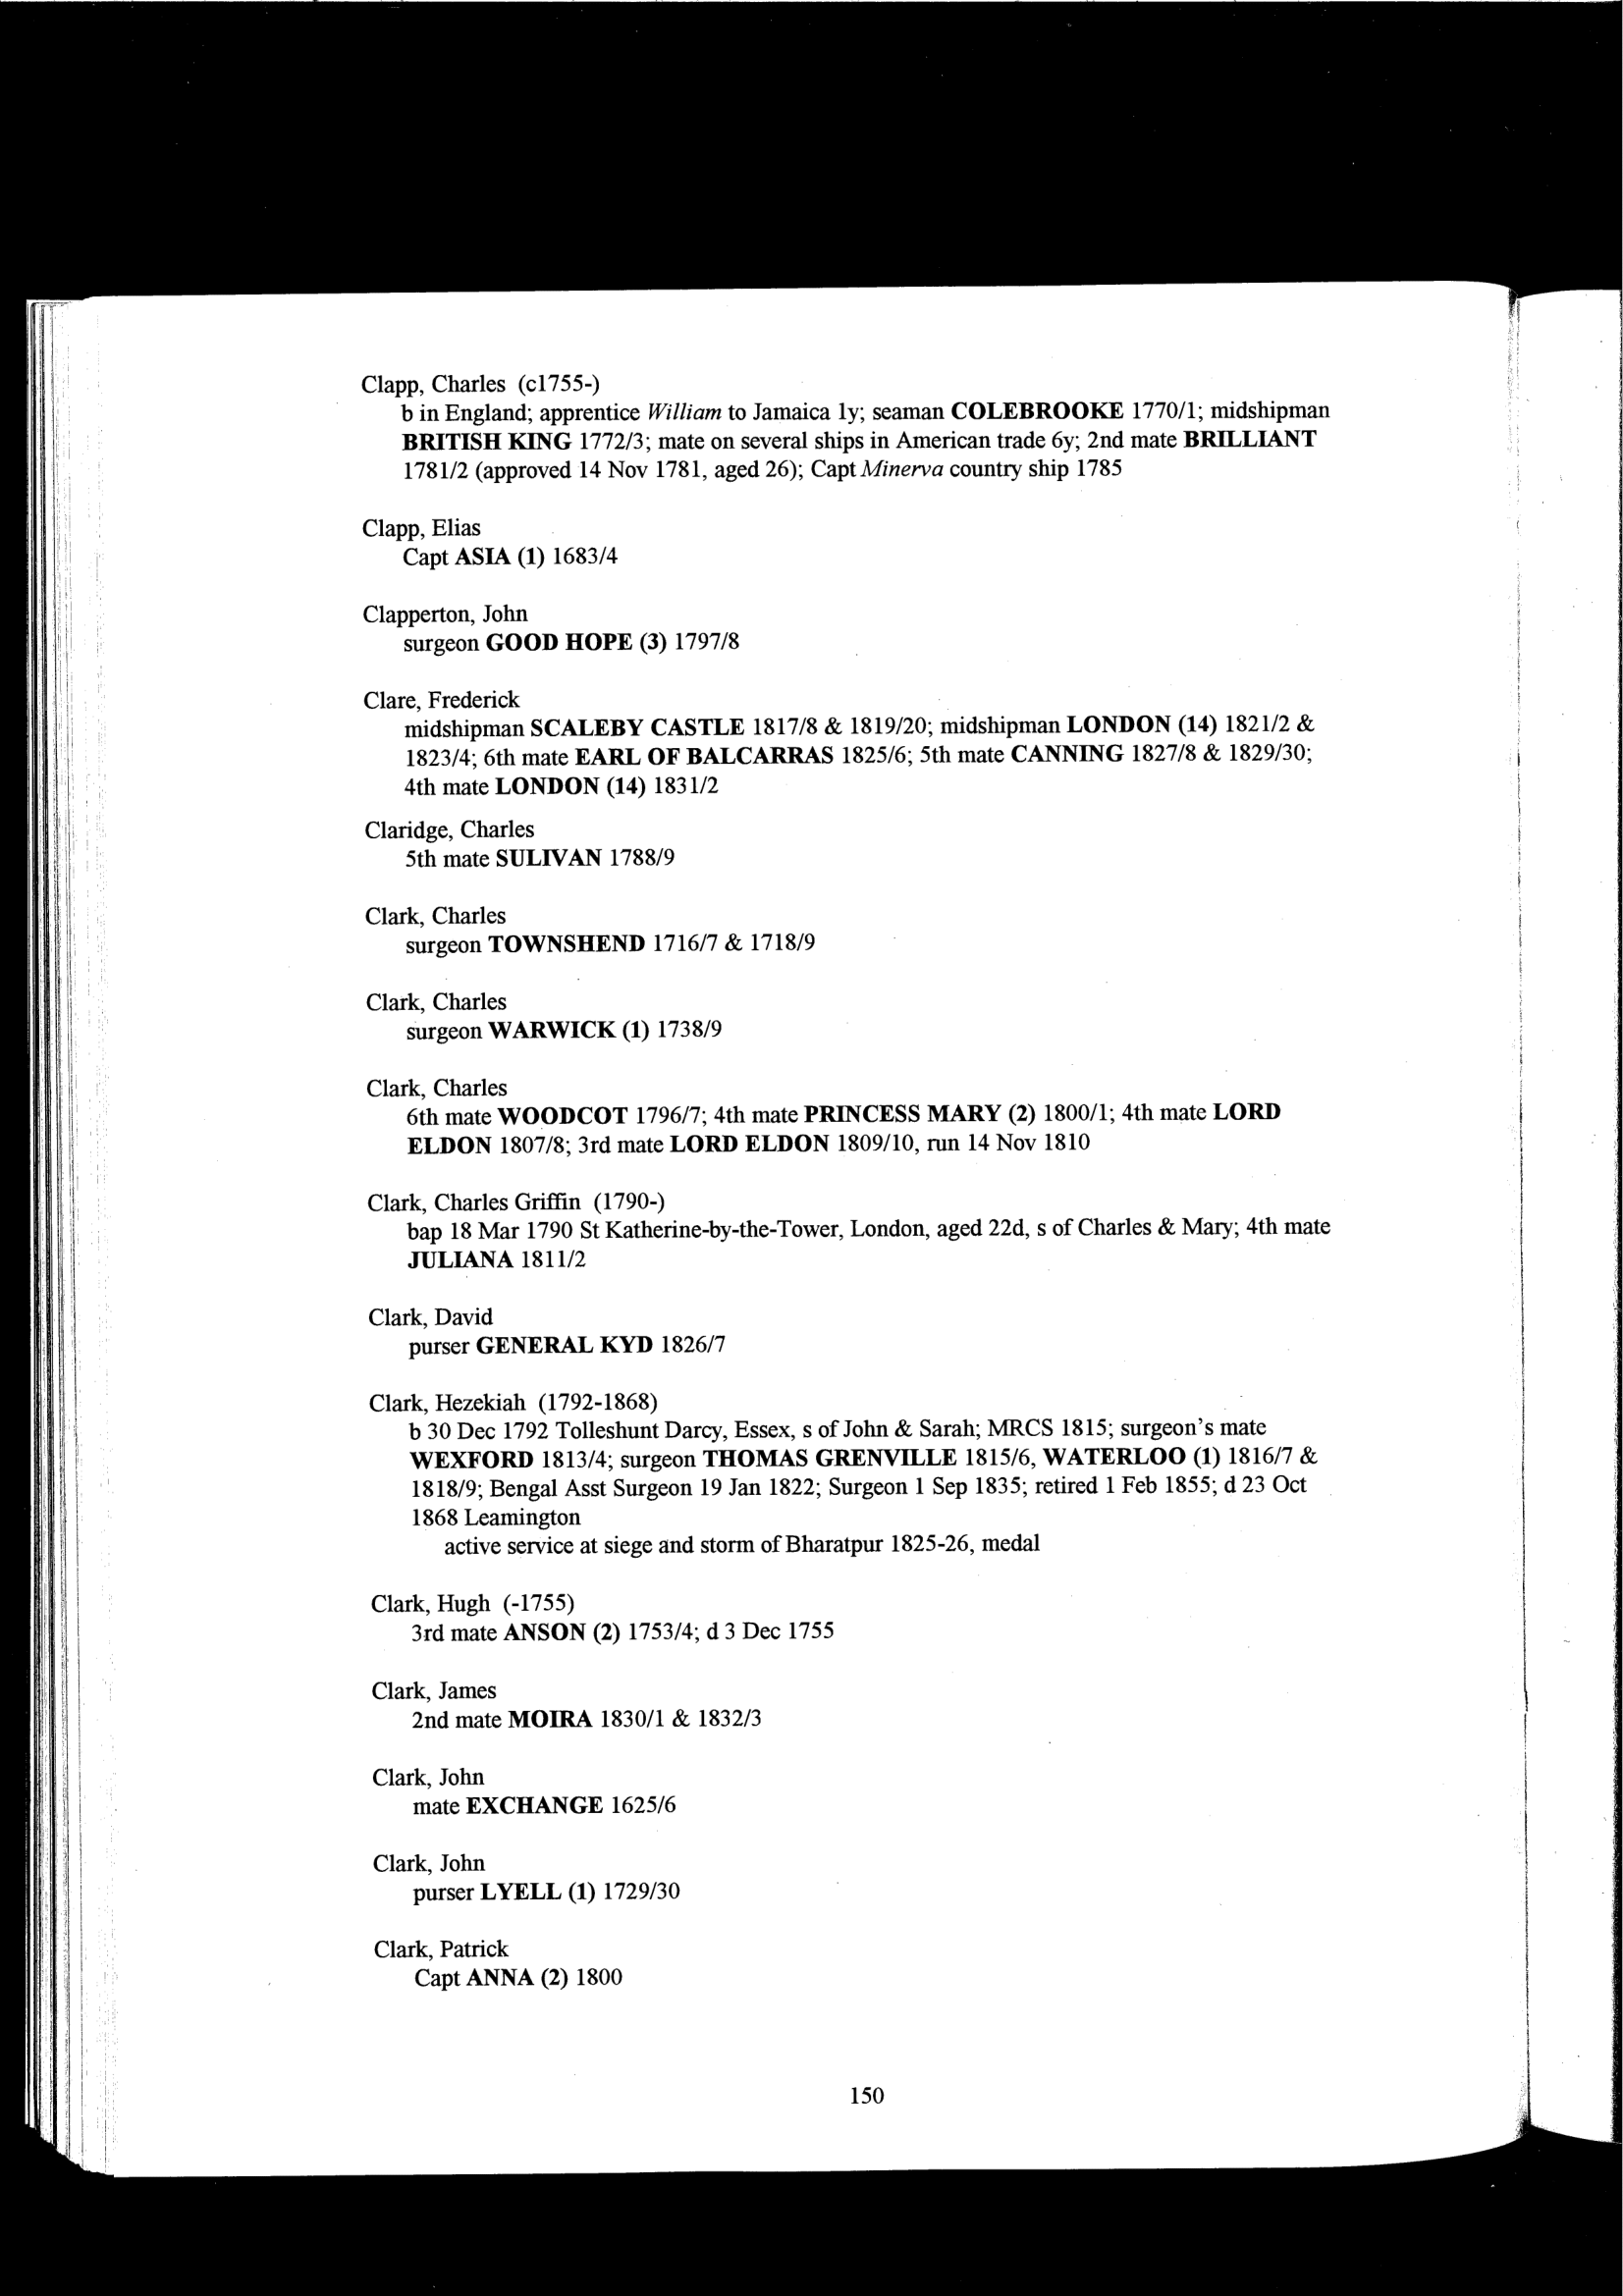 Clapp, Charles (c1755-)
b in England; apprentice William to Jamaica 1y; seaman COLEBROOKE 1770/1; midshipman
BRITISH KING 1772/3; mate on several ships in American trade 6y; 2nd mate BRILLIANT
1781/2 (approved 14 Nov 1781, aged 26); Capt Minerva country ship 1785
Clapp, Elias
Capt ASIA (1) 1683/4
Clapperton, John
surgeon GOOD HOPE (3) 1797/8
Clare, Frederick
midshipman SCALEBY CASTLE 1817/8 & 1819/20; midshipman LONDON (14) 1821/2 &
1823/4; 6th mate EARL OF BALCARRAS 1825/6; 5th mate CANNING 1827/8 & 1829/30;
4th mate LONDON (14) 1831/2
Claridge, Charles
5th mate SULIVAN 1788/9
Clark, Charles
surgeon TOWNSHEND 1716/7 & 1718/9
Clark, Charles
surgeon WARWICK (1) 1738/9
Clark, Charles
6th mate WOODCOT 1796/7; 4th mate PRINCESS MARY (2) 1800/1; 4th mate LORD
ELDON 1807/8; 3rd mate LORD ELDON 1809/10, run 14 Nov 1810
Clark, Charles Griffin (1790-)
bap 18 Mar 1790 St Katherine-by-the-Tower, London, aged 22d, s of Charles & Mary; 4th mate
JULIANA 1811/2
Clark, David
purser GENERAL KYD 1826/7
Clark, Hezekiah (1792-1868)
b 30 Dec 1792 Tolleshunt Darcy, Essex, s of John & Sarah; MRCS 1815; surgeon's mate
WEXFORD 1813/4; surgeon THOMAS GRENVILLE 1815/6, WATERLOO (1) 1816/7 &
1818/9; Bengal Asst Surgeon 19 Jan 1822; Surgeon 1 Sep 1835; retired 1 Feb 1855; d 23 Oct
1868 Leamington
active service at siege and storm of Bharatpur 1825-26, medal
Clark, Hugh (-1755)
3rd mate ANSON (2) 1753/4; d 3 Dec 1755
Clark, James
2nd mate MOIRA 1830/1 & 1832/3
Clark, John
mate EXCHANGE 1625/6
Clark, John
purser LYELL (1) 1729/30
Clark, Patrick
Capt ANNA (2) 1800
150